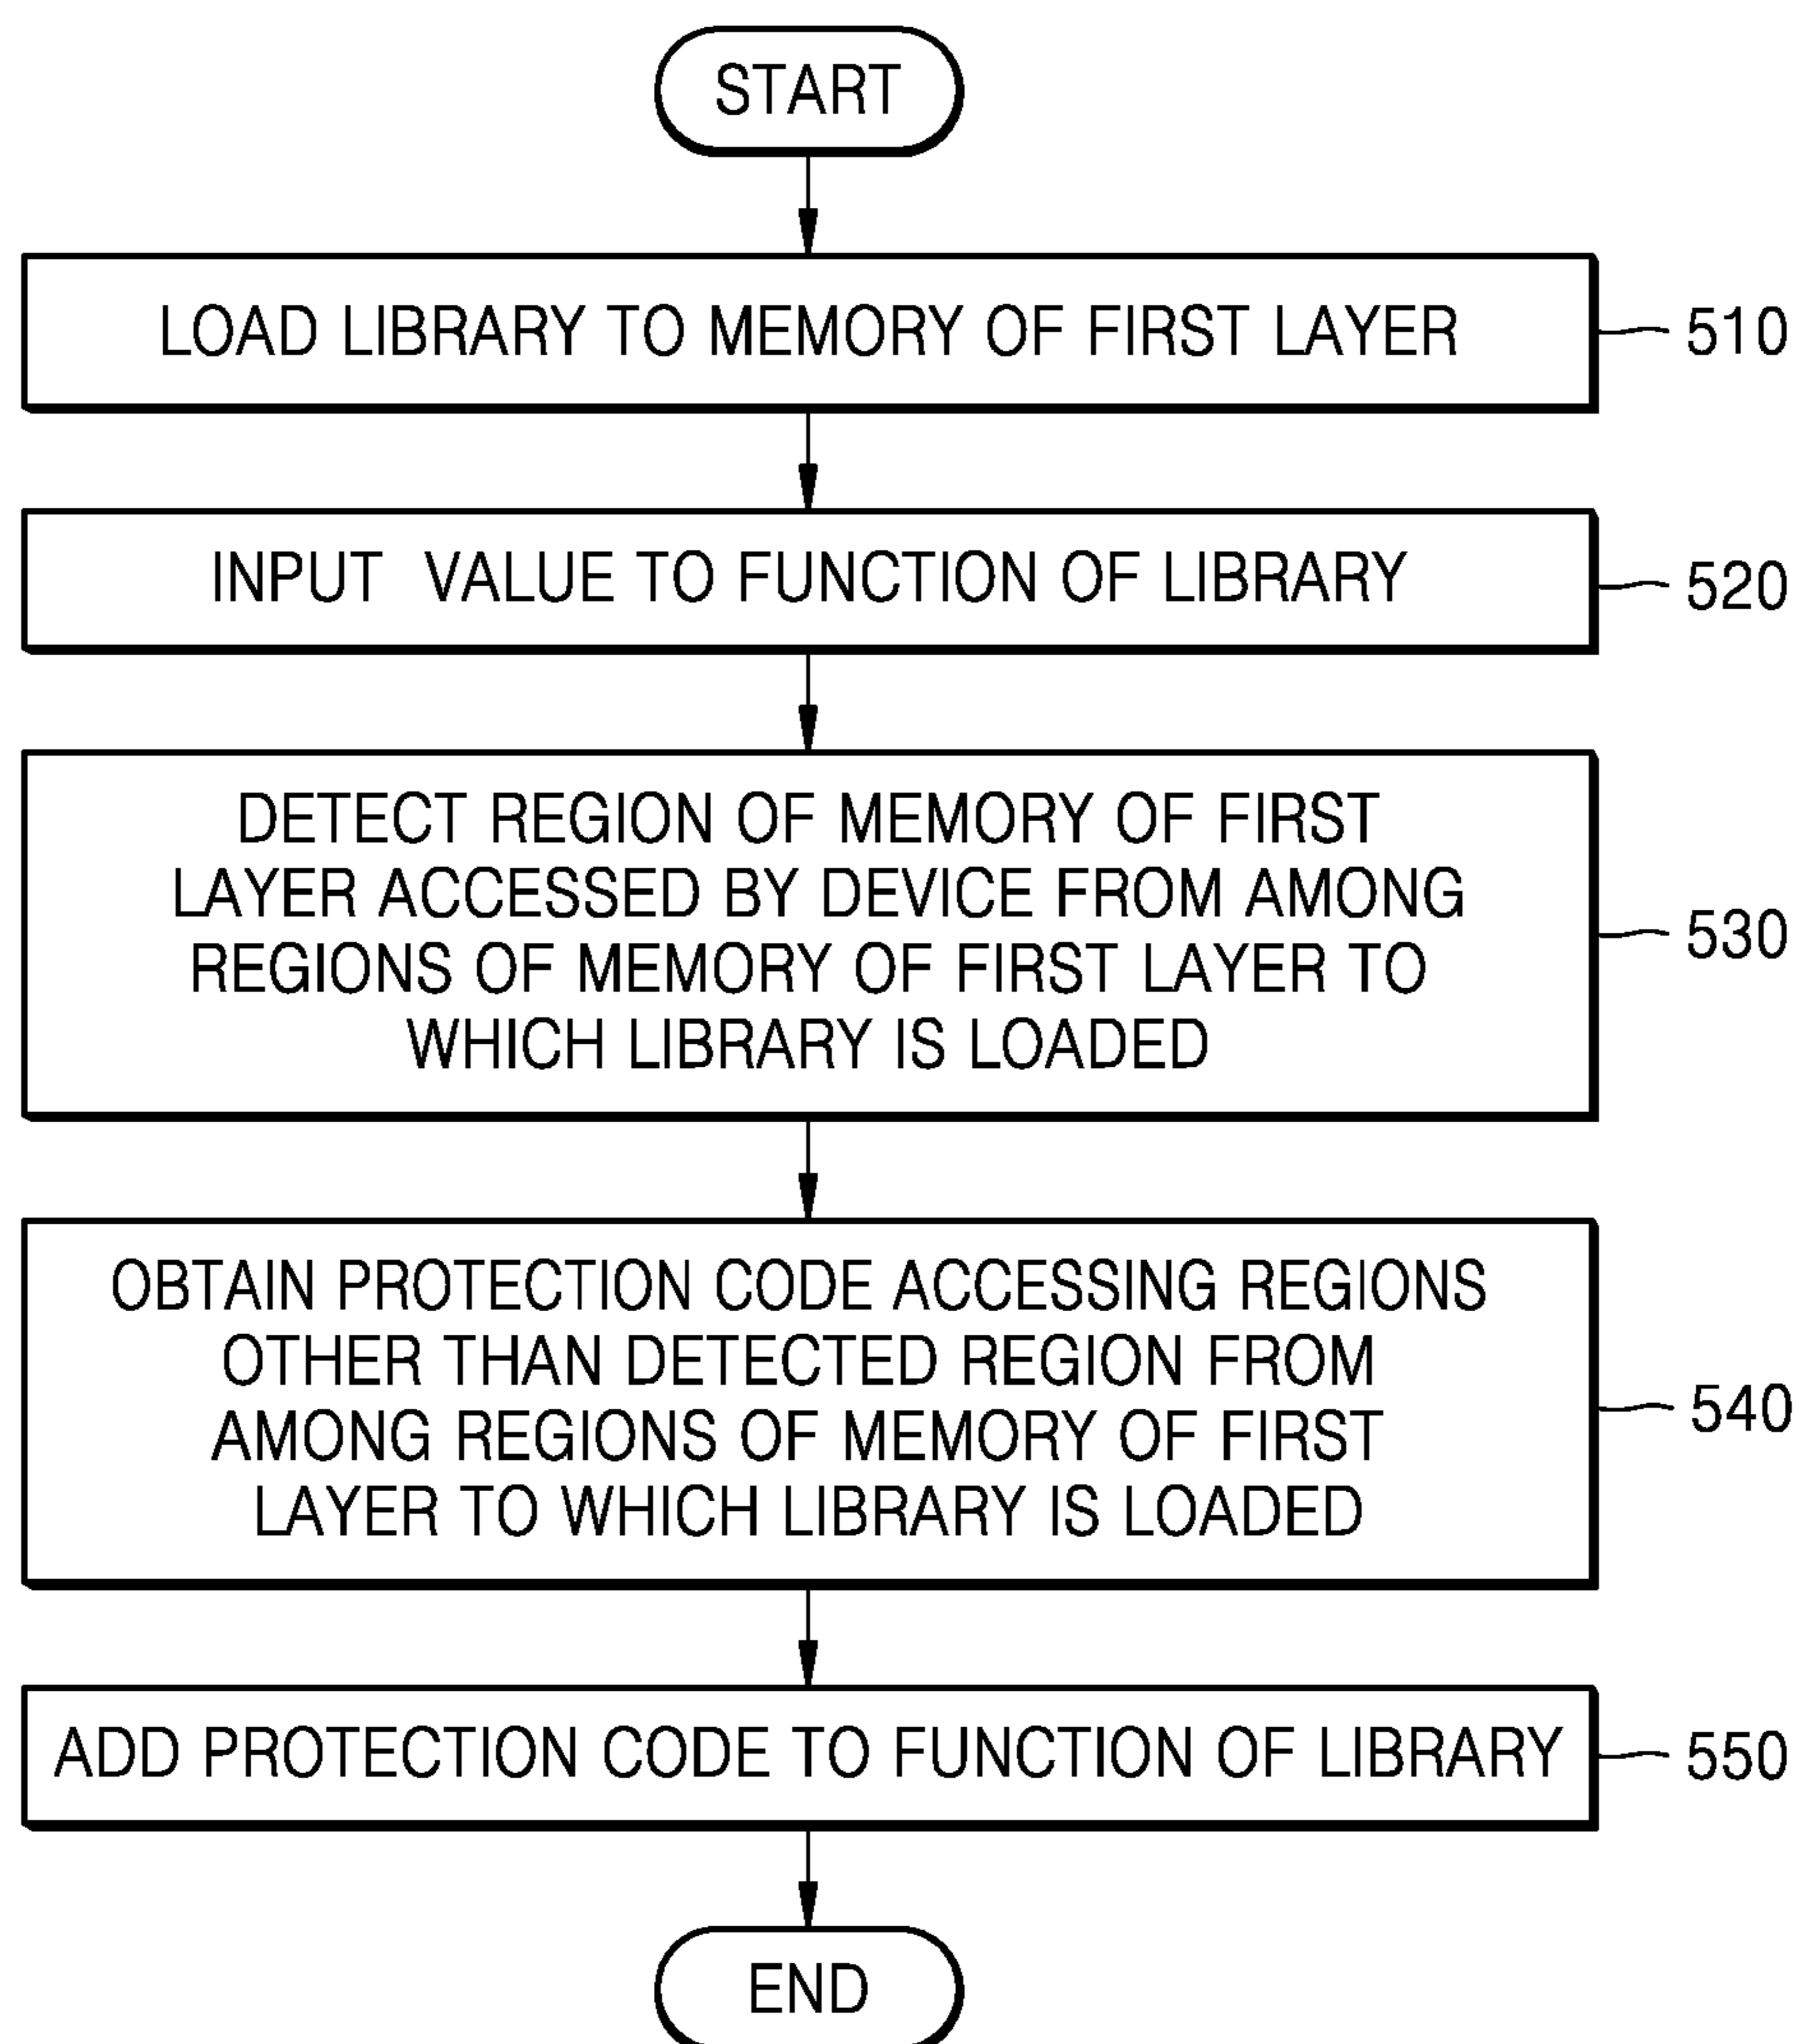 START
LOAD LIBRARY TO MEMORY OF FIRST LAYER
510
INPUT VALUE TO FUNCTION OF LIBRARY
520
DETECT REGION OF MEMORY OF FIRST
LAYER ACCESSED BY DEVICE FROM AMONG
REGIONS OF MEMORY OF FIRST LAYER TO
WHICH LIBRARY IS LOADED
530
OBTAIN PROTECTION CODE ACCESSING REGIONS
OTHER THAN DETECTED REGION FROM
AMONG REGIONS OF MEMORY OF FIRST
LAYER TO WHICH LIBRARY IS LOADED
540
ADD PROTECTION CODE TO FUNCTION OF LIBRARY
550
END